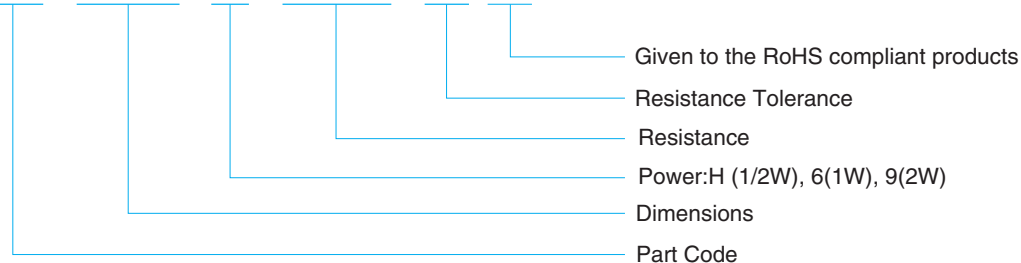 Given to the RoHS compliant products
Resistance Tolerance
Resistance
Power:H (1/2W), 6(1W), 9(2W)
Dimensions
Part Code